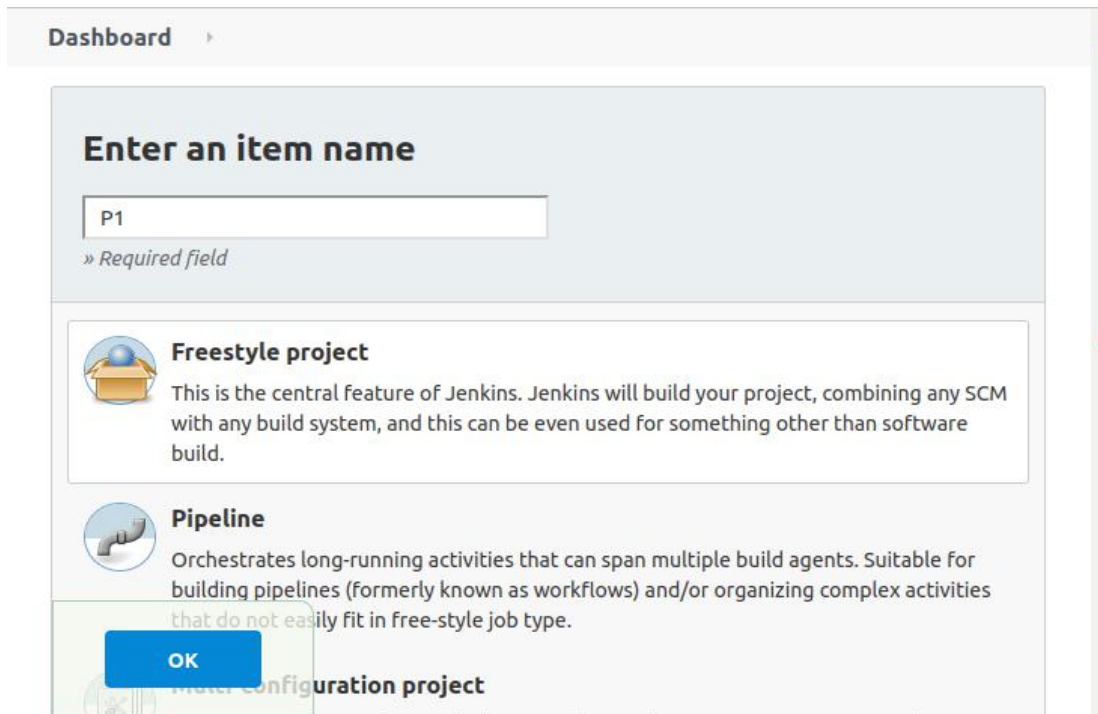 Dashboard
Enter an item name
P1
» Required field
Freestyle project
This is the central feature of Jenkins. Jenkins will build your project, combining any SCM
with any build system, and this can be even used for something other than software
build.
Pipeline
Orchestrates long-running activities that can span multiple build agents. Suitable for
building pipelines (formerly known as workflows) and/or organizing complex activities
that do not easily fit in free-style job type.
OK
Multi-configuration project